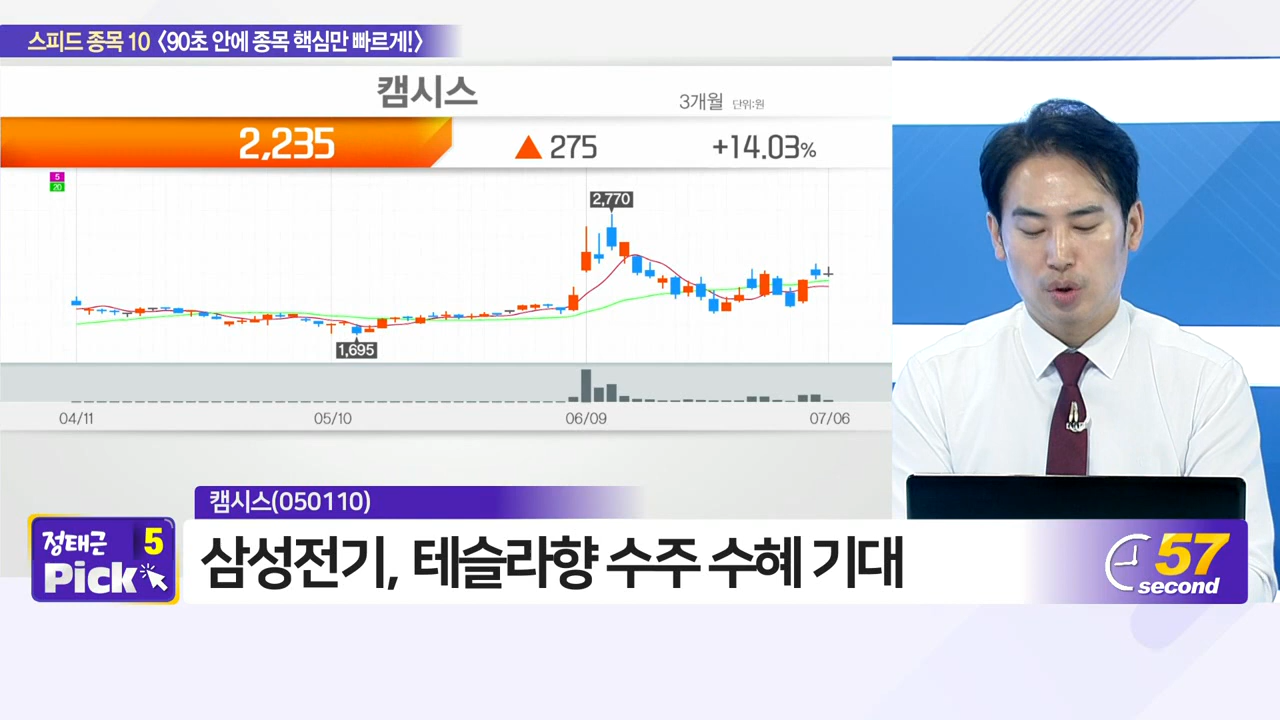 스피드 종목 10 〈90초 안에 종목 핵심만 빠르게!〉
캠시스
3개월 단위:원
2,235 ▲ 275 +14.03%
5
20
2,770
1,695
04/11 05/10 06/09 07/06
캠시스(050110)
정태근 5
Pick
삼성전기, 테슬라향 수주 수혜 기대
57
second